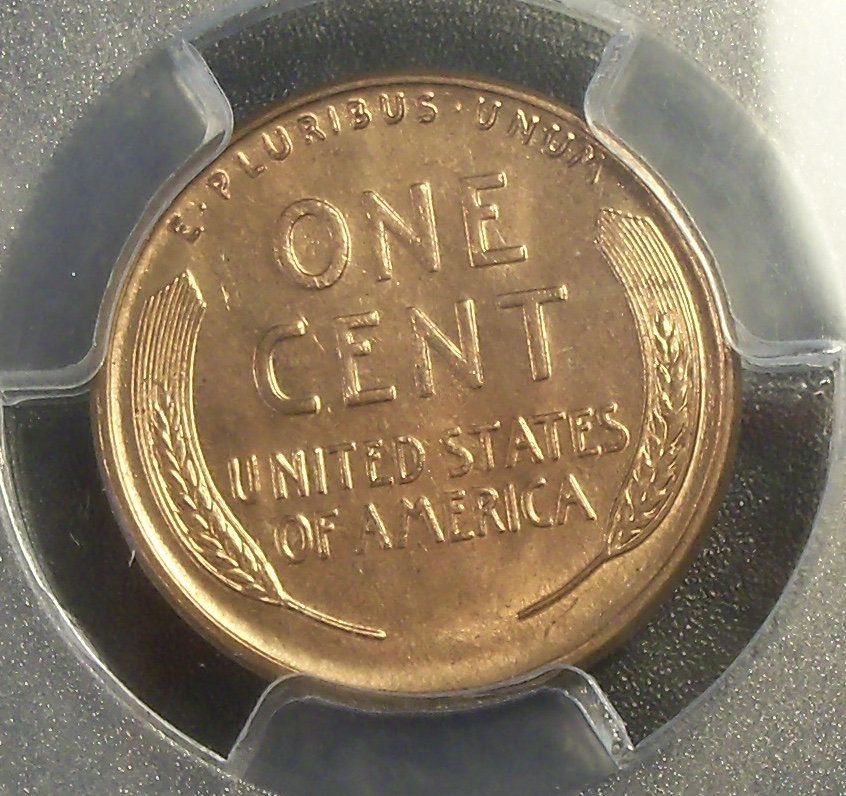 E · PLURIBUS · UNUM
ONE
CENT
UNITED STATES
OF AMERICA